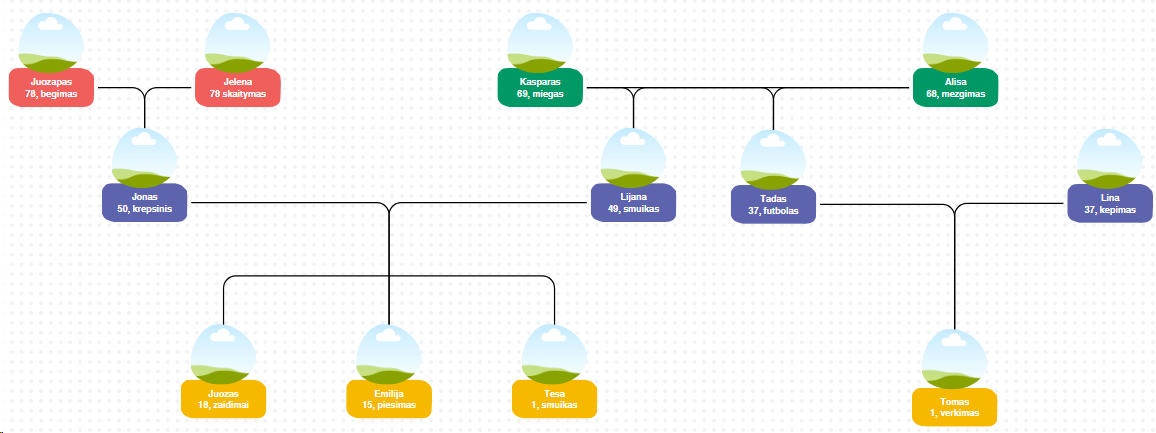 Juozapas
78, begimas
Jelena
78 skaitymas
Kasparas
69, miegas
Alisa
68, mezgimas
Jonas
50, krepsinis
Lijana
49, smuikas
Tadas
37, futbolas
Lina
37, kepimas
Juozas
18, zaidimai
Emilija
15, piesimas
Tesa
1, smuikas
Tomas
1, verkimas